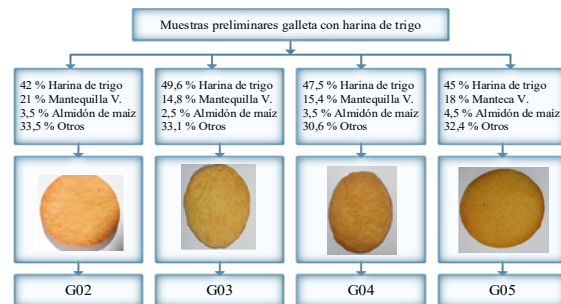 Muestras preliminares galleta con harina de trigo
42 % Harina de trigo
21 % Mantequilla V.
3,5 % Almidón de maíz
33,5 % Otros
49,6 % Harina de trigo
14,8 % Mantequilla V.
2,5 % Almidón de maíz
33,1 % Otros
47,5 % Harina de trigo
15,4 % Mantequilla V.
3,5 % Almidón de maíz
30,6 % Otros
45 % Harina de trigo
18 % Manteca V.
4,5 % Almidón de maíz
32,4 % Otros
G02
G03
G04
G05